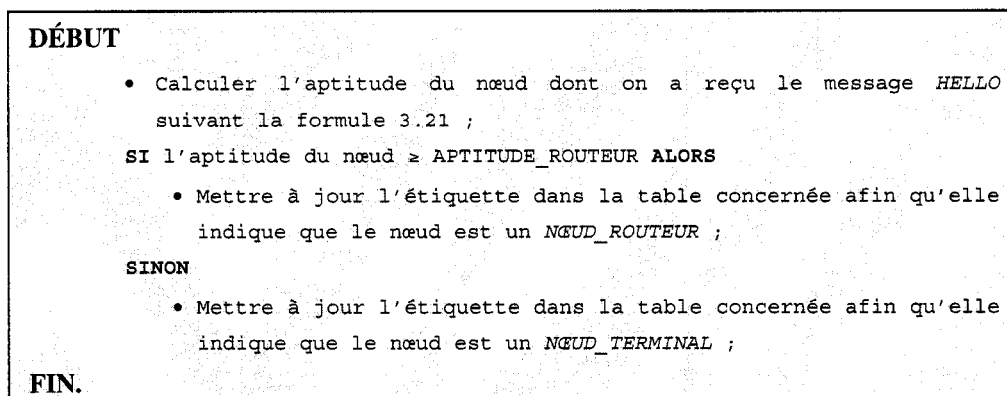 DÉBUT
• Calculer l'aptitude du nœud dont on a reçu le message HELLO
suivant la formule 3.21 ;
SI l'aptitude du nœud ≥ APTITUDE_ROUTEUR ALORS
• Mettre à jour l'étiquette dans la table concernée afin qu'elle
indique que le nœud est un NŒUD_ROUTEUR ;
SINON
• Mettre à jour l'étiquette dans la table concernée afin qu'elle
indique que le nœud est un NŒUD_TERMINAL ;
FIN.